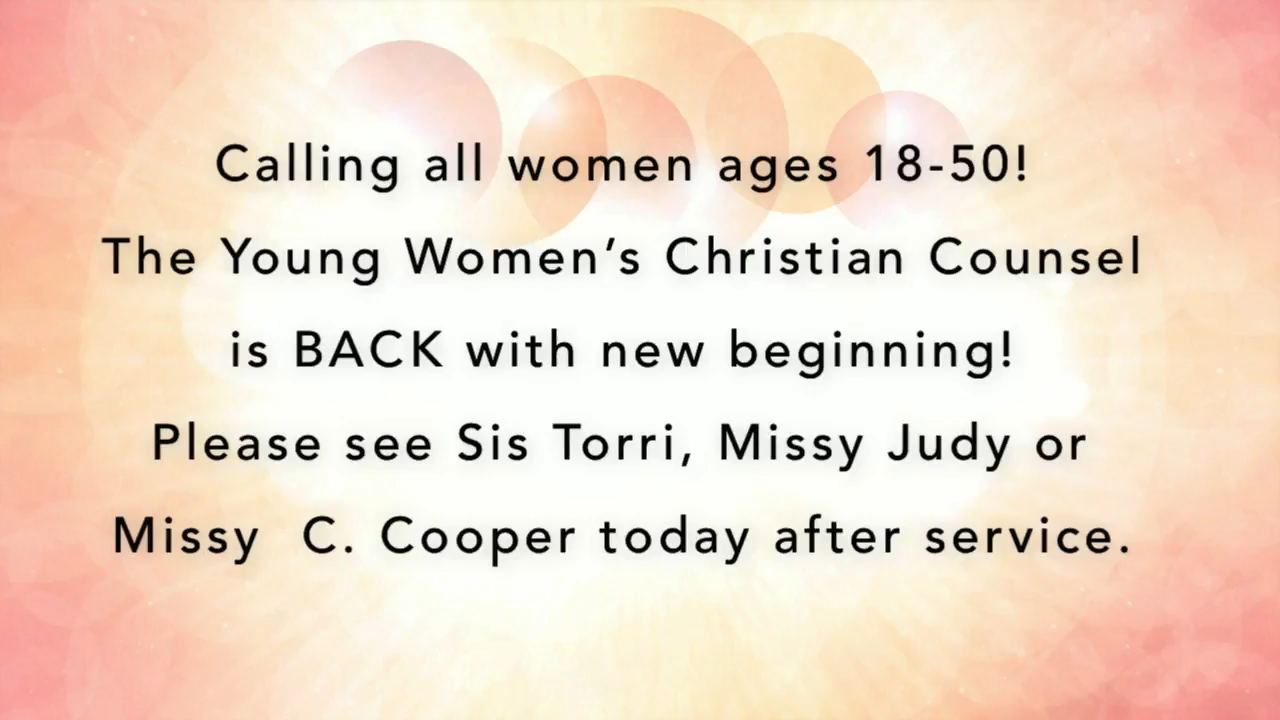 Calling all women ages 18-50!
The Young Women’s Christian Counsel
is BACK with new beginning!
Please see Sis Torri, Missy Judy or
Missy  C. Cooper today after service.